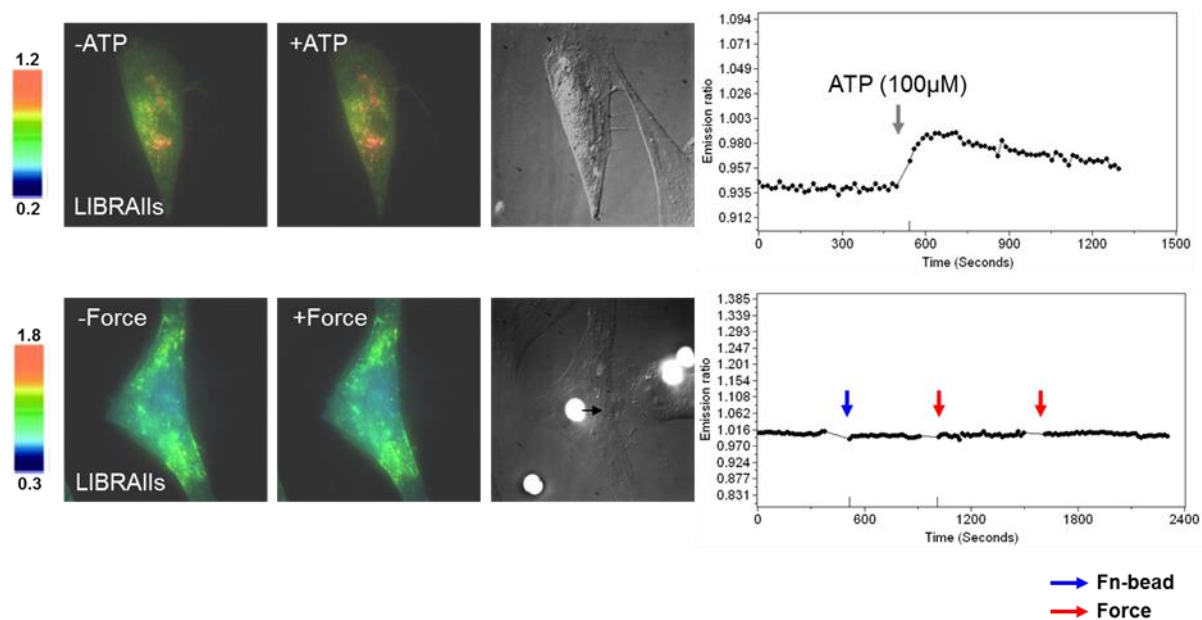 1.2
0.2
-ATP
LIBRAIIs
+ATP
1.094
1.071
1.049
1.026
1.003
0.980
0.957
0.935
0.912
Emission ratio
ATP (100µM)
0 300 600 900 1200 1500
Time (Seconds)
1.8
0.3
-Force
LIBRAIIs
+Force
1.385
1.339
1.293
1.247
1.201
1.154
1.108
1.062
1.016
0.970
0.924
0.877
0.831
Emission ratio
0 600 1200 1800 2400
Time (Seconds)
Fn-bead
Force